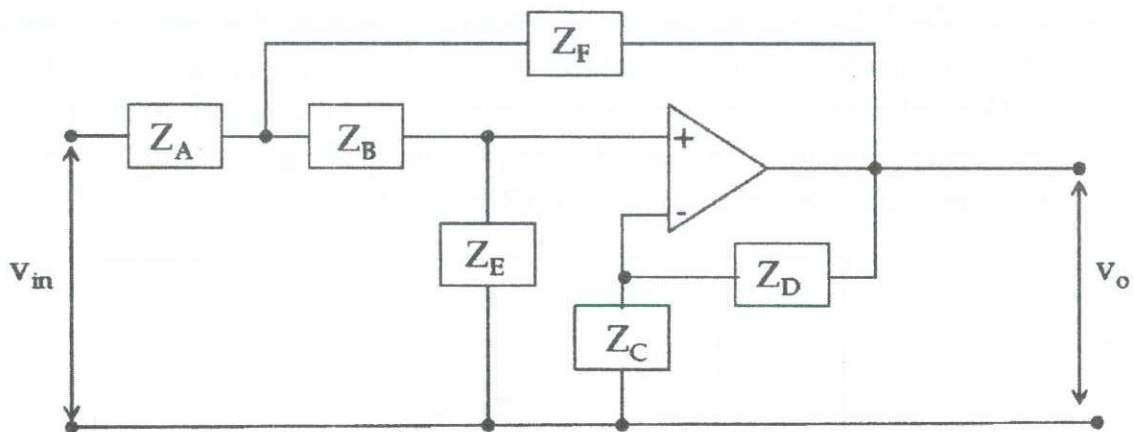 Z_F
Z_A
Z_B
+
-
Z_E
Z_D
Z_C
v_in
v_o